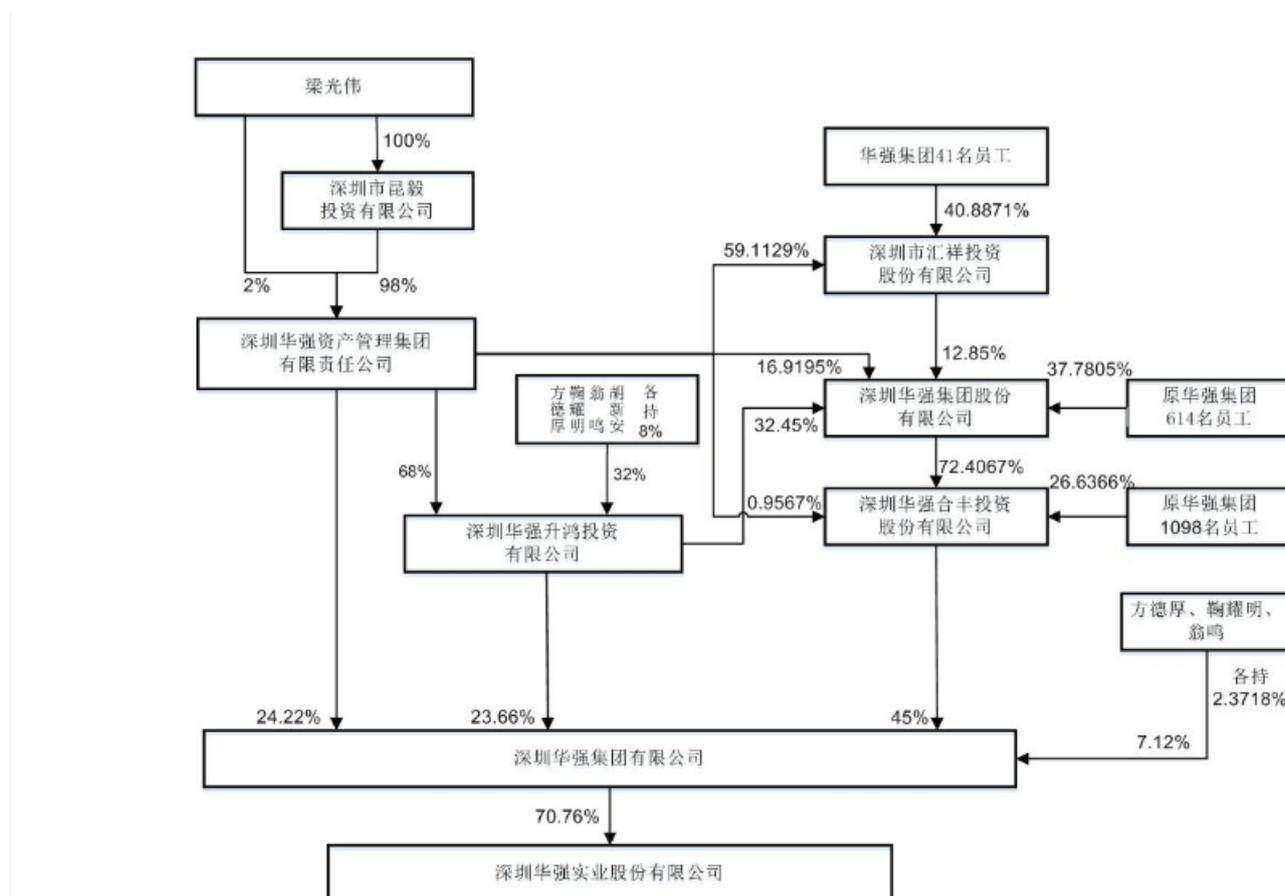 梁光伟
100%
深圳市昆毅
投资有限公司
2%
98%
华强集团41名员工
40.8871%
59.1129%
深圳市汇祥投资
股份有限公司
深圳华强资产管理集团
有限责任公司
16.9195%
12.85%
37.7805%
方鞠翁胡 各
德耀 新 持
厚明鸣安 8%
32.45%
深圳华强集团股份
有限公司
原华强集团
614名员工
68%
32%
72.4067%
26.6366%
0.9567%
深圳华强合丰投资
股份有限公司
原华强集团
1098名员工
深圳华强升鸿投资
有限公司
方德厚、鞠耀明、
翁鸣
各持
2.3718%
24.22%
23.66%
45%
7.12%
深圳华强集团有限公司
70.76%
深圳华强实业股份有限公司